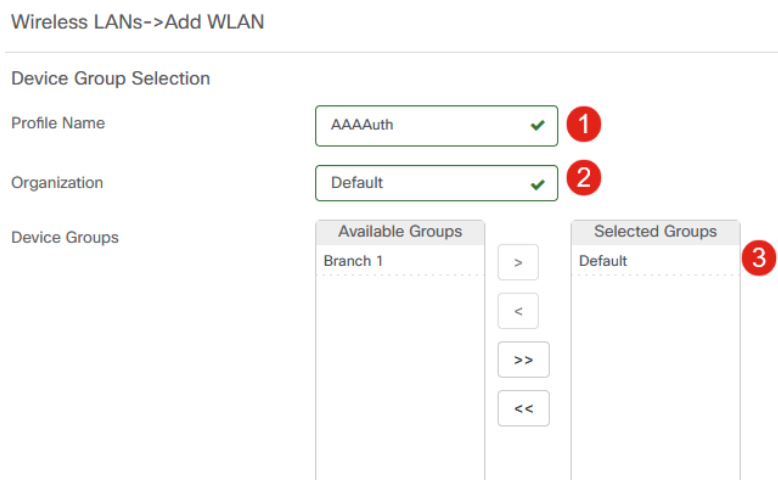 Wireless LANs->Add WLAN
Device Group Selection
Profile Name
AAAAuth
1
Organization
Default
2
Device Groups
Available Groups
Selected Groups
Branch 1
>
Default
3
<
>>
<<